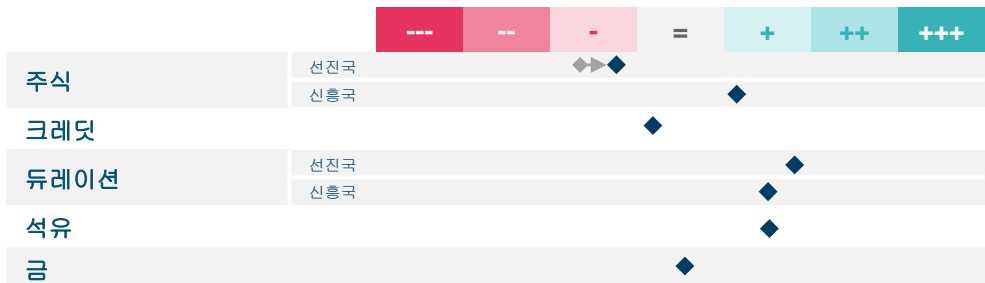 --- -- - = + ++ +++
주식 선진국
신흥국
크레딧
듀레이션 선진국
신흥국
석유
금